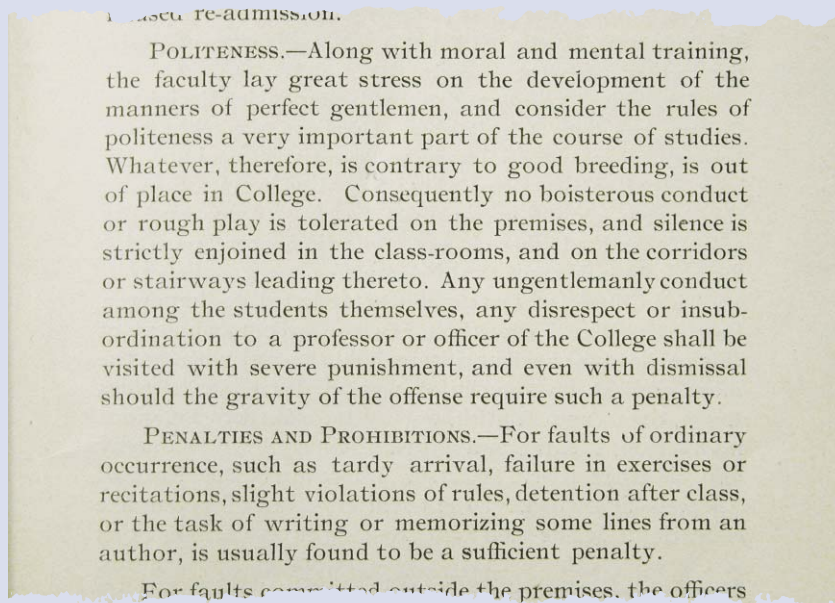 re-admission.
POLITENESS.—Along with moral and mental training,
the faculty lay great stress on the development of the
manners of perfect gentlemen, and consider the rules of
politeness a very important part of the course of studies.
Whatever, therefore, is contrary to good breeding, is out
of place in College. Consequently no boisterous conduct
or rough play is tolerated on the premises, and silence is
strictly enjoined in the class-rooms, and on the corridors
or stairways leading thereto. Any ungentlemanly conduct
among the students themselves, any disrespect or insub-
ordination to a professor or officer of the College shall be
visited with severe punishment, and even with dismissal
should the gravity of the offense require such a penalty.
PENALTIES AND PROHIBITIONS.—For faults of ordinary
occurrence, such as tardy arrival, failure in exercises or
recitations, slight violations of rules, detention after class,
or the task of writing or memorizing some lines from an
author, is usually found to be a sufficient penalty.
For faults committed outside the premises, the officers